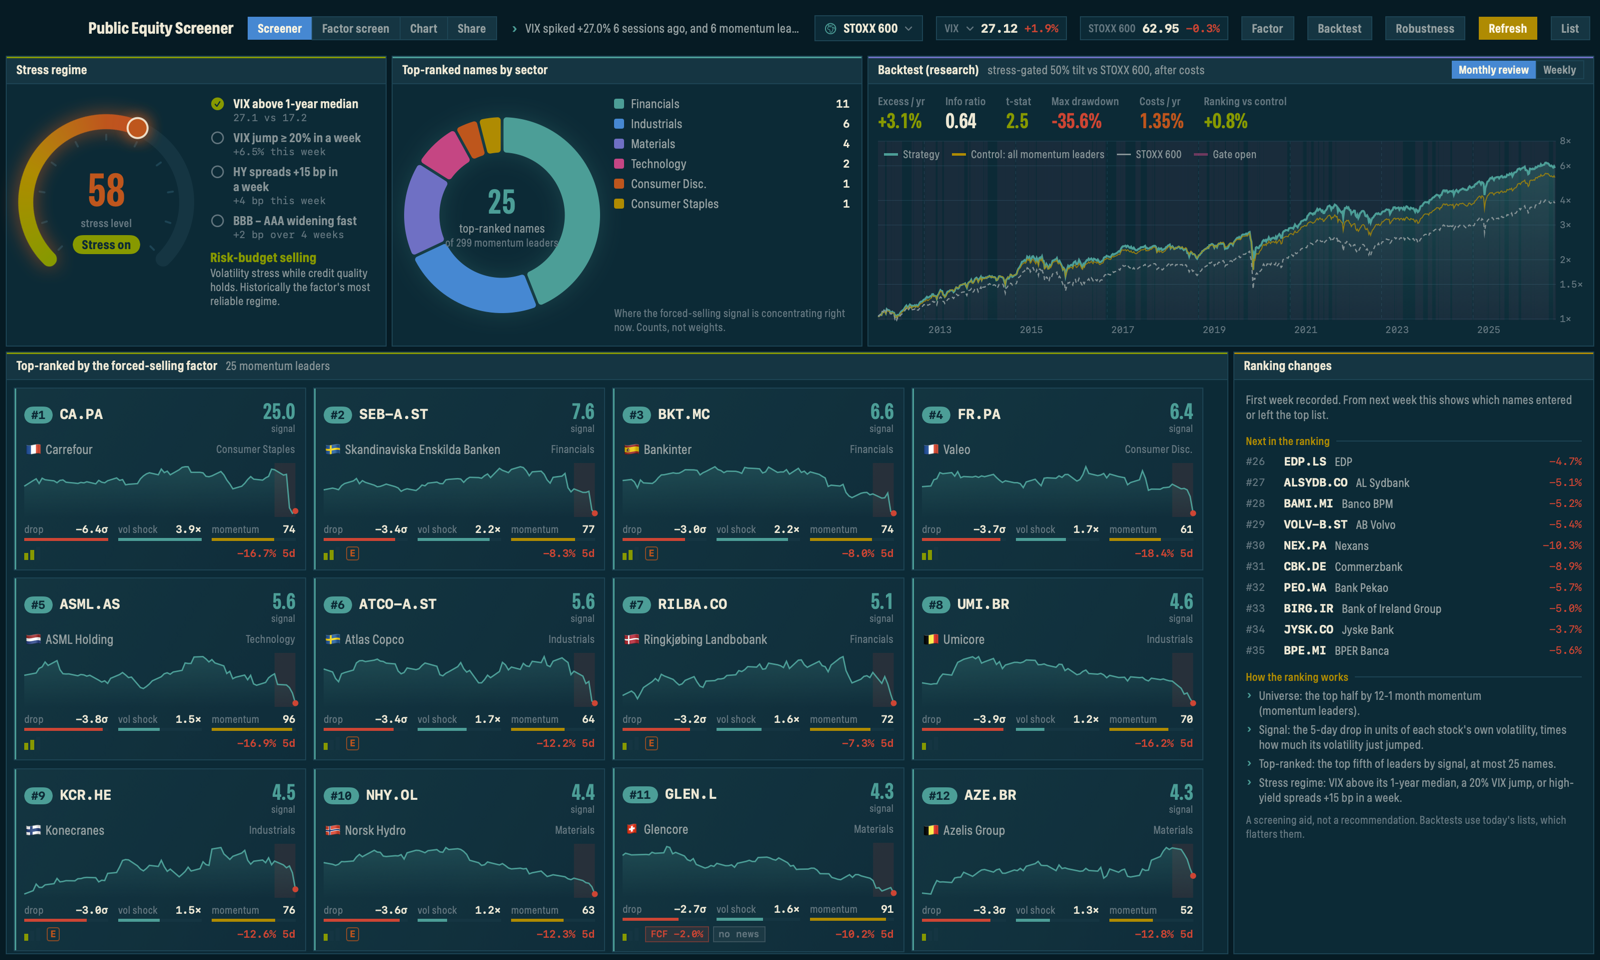 Public Equity Screener
Screener
Factor screen
Chart
Share
› VIX spiked +27.0% 6 sessions ago, and 6 momentum lea...
STOXX 600
VIX 27.12 +1.9%
STOXX 600 62.95 −0.3%
Factor
Backtest
Robustness
Refresh
List
Stress regime
58
stress level
Stress on
VIX above 1-year median
27.1 vs 17.2
VIX jump ≥ 20% in a week
+6.5% this week
HY spreads +15 bp in
a week
+4 bp this week
BBB – AAA widening fast
+2 bp over 4 weeks
Risk-budget selling
Volatility stress while credit quality
holds. Historically the factor's most
reliable regime.
Top-ranked names by sector
25
top-ranked names
of 299 momentum leaders
Financials 11
Industrials 6
Materials 4
Technology 2
Consumer Disc. 1
Consumer Staples 1
Where the forced-selling signal is concentrating right
now. Counts, not weights.
Backtest (research) stress-gated 50% tilt vs STOXX 600, after costs
Monthly review
Weekly
Excess / yr Info ratio t-stat Max drawdown Costs / yr Ranking vs control
+3.1% 0.64 2.5 -35.6% 1.35% +0.8%
Strategy Control: all momentum leaders STOXX 600 Gate open
8×
6×
4×
3×
2×
1.5×
1×
2013 2015 2017 2019 2021 2023 2025
Top-ranked by the forced-selling factor 25 momentum leaders
#1 CA.PA 25.0
signal
Carrefour Consumer Staples
drop −6.4σ vol shock 3.9× momentum 74
−16.7% 5d
#2 SEB-A.ST 7.6
signal
Skandinaviska Enskilda Banken Financials
drop −3.4σ vol shock 2.2× momentum 77
E −8.3% 5d
#3 BKT.MC 6.6
signal
Bankinter Financials
drop −3.0σ vol shock 2.2× momentum 74
E −8.0% 5d
#4 FR.PA 6.4
signal
Valeo Consumer Disc.
drop −3.7σ vol shock 1.7× momentum 61
−18.4% 5d
#5 ASML.AS 5.6
signal
ASML Holding Technology
drop −3.8σ vol shock 1.5× momentum 96
−16.9% 5d
#6 ATCO-A.ST 5.6
signal
Atlas Copco Industrials
drop −3.4σ vol shock 1.7× momentum 64
E −12.2% 5d
#7 RILBA.CO 5.1
signal
Ringkjøbing Landbobank Financials
drop −3.2σ vol shock 1.6× momentum 72
E −7.3% 5d
#8 UMI.BR 4.6
signal
Umicore Industrials
drop −3.9σ vol shock 1.2× momentum 70
−16.2% 5d
#9 KCR.HE 4.5
signal
Konecranes Industrials
drop −3.0σ vol shock 1.5× momentum 76
E −12.6% 5d
#10 NHY.OL 4.4
signal
Norsk Hydro Materials
drop −3.6σ vol shock 1.2× momentum 63
E −12.3% 5d
#11 GLEN.L 4.3
signal
Glencore Materials
drop −2.7σ vol shock 1.6× momentum 91
FCF −2.0% no news −10.2% 5d
#12 AZE.BR 4.3
signal
Azelis Group Materials
drop −3.3σ vol shock 1.3× momentum 52
−12.8% 5d
Ranking changes
First week recorded. From next week this shows which names entered
or left the top list.
Next in the ranking
#26 EDP.LS EDP −4.7%
#27 ALSYDB.CO AL Sydbank −5.1%
#28 BAMI.MI Banco BPM −5.2%
#29 VOLV-B.ST AB Volvo −5.4%
#30 NEX.PA Nexans −10.3%
#31 CBK.DE Commerzbank −8.9%
#32 PEO.WA Bank Pekao −5.7%
#33 BIRG.IR Bank of Ireland Group −5.0%
#34 JYSK.CO Jyske Bank −3.7%
#35 BPE.MI BPER Banca −5.6%
How the ranking works
› Universe: the top half by 12-1 month momentum
(momentum leaders).
› Signal: the 5-day drop in units of each stock's own volatility, times
how much its volatility just jumped.
› Top-ranked: the top fifth of leaders by signal, at most 25 names.
› Stress regime: VIX above its 1-year median, a 20% VIX jump, or high-
yield spreads +15 bp in a week.
A screening aid, not a recommendation. Backtests use today's lists, which
flatters them.